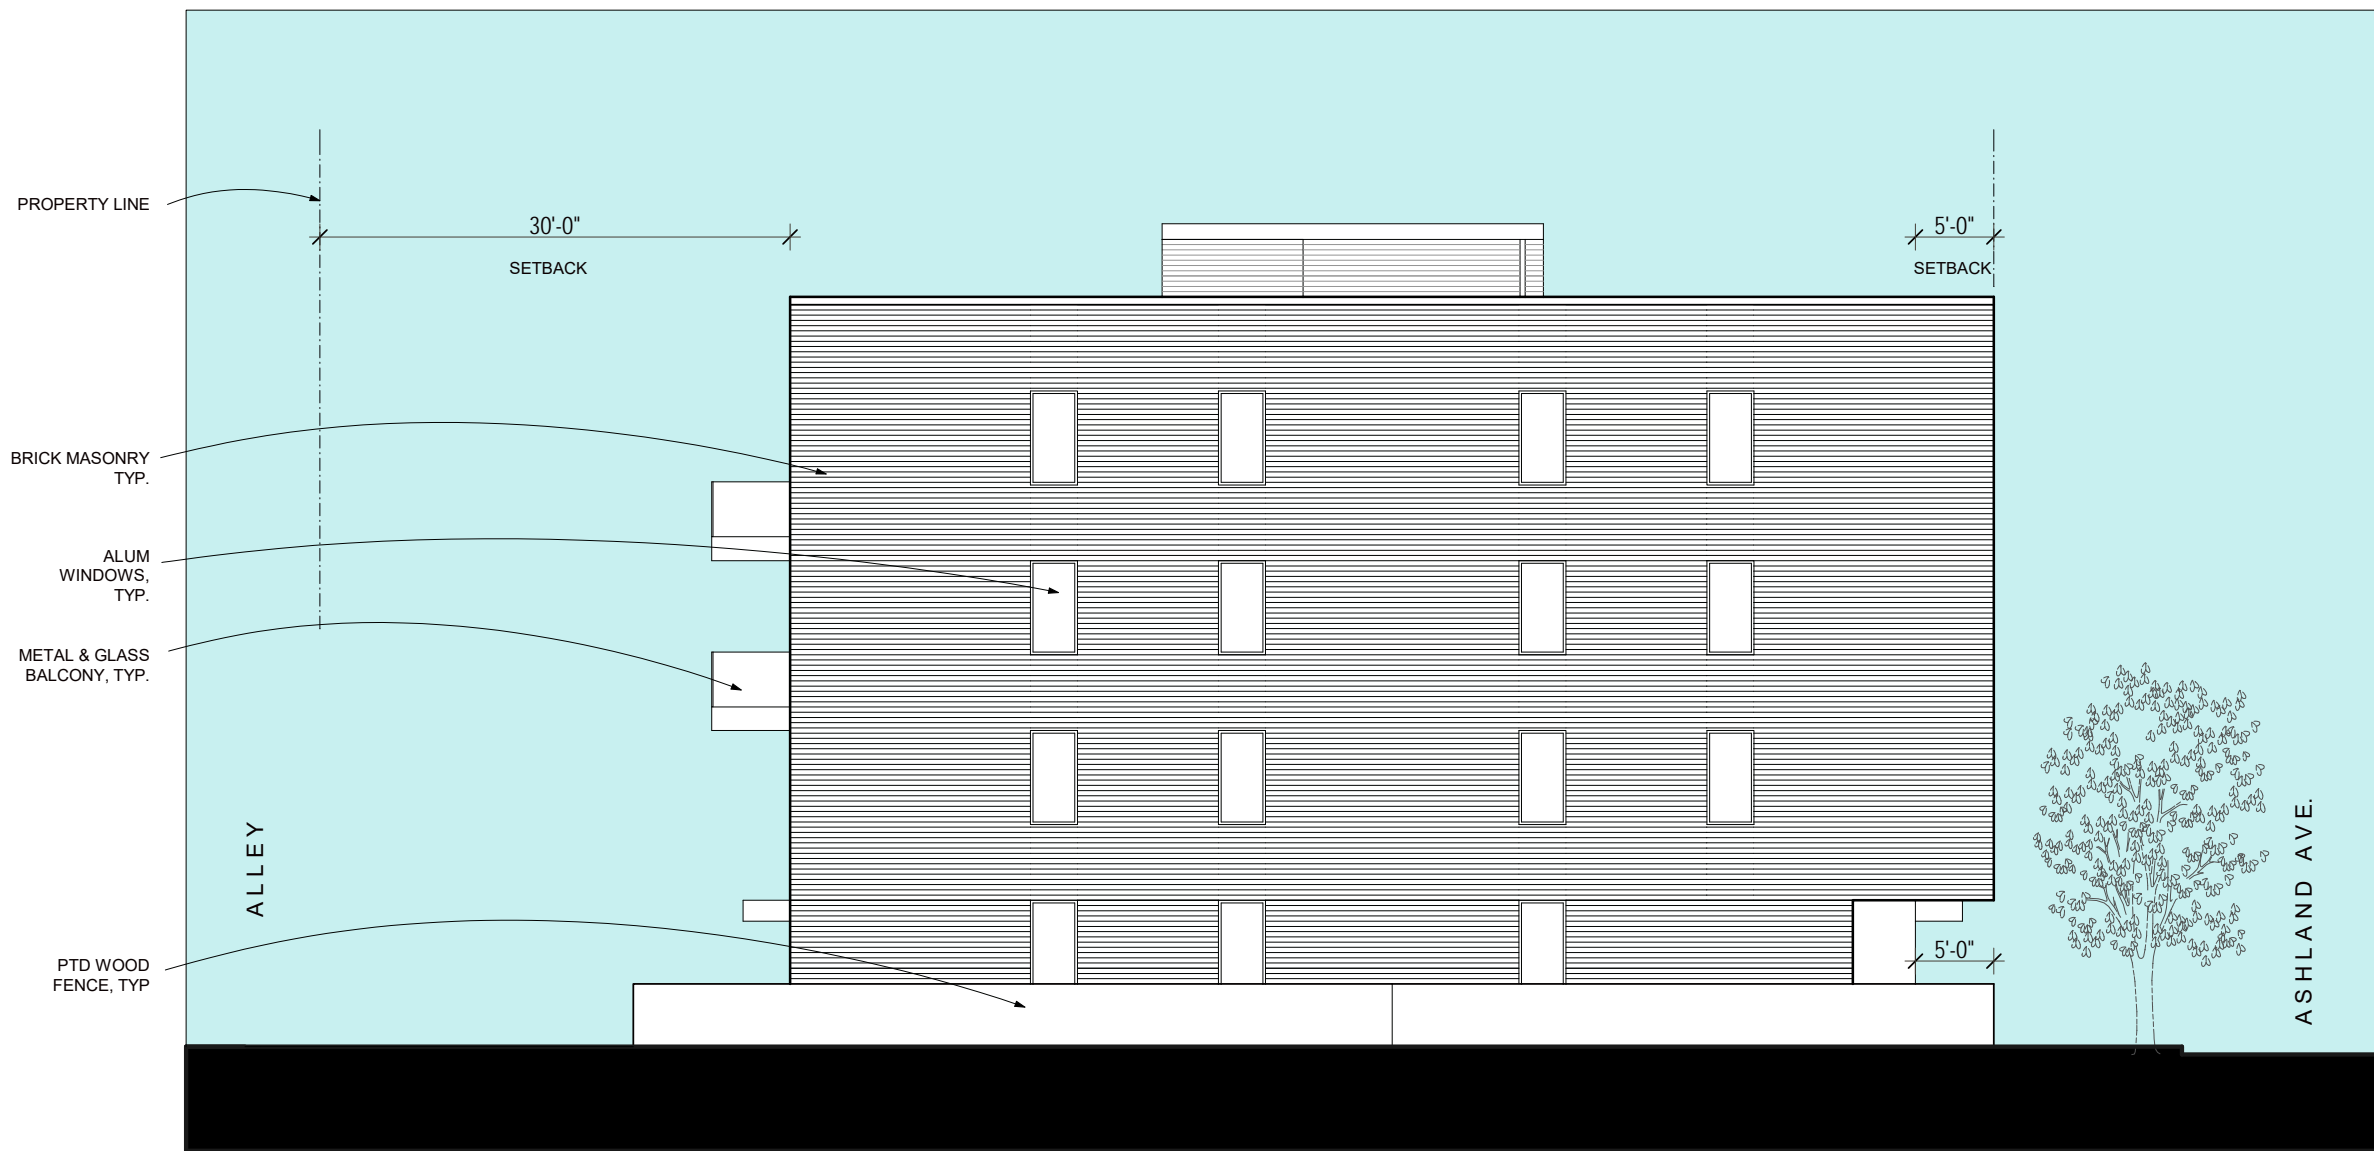 PROPERTY LINE
30'-0"
SETBACK
5'-0"
SETBACK
BRICK MASONRY
TYP.
ALUM
WINDOWS,
TYP.
METAL & GLASS
BALCONY, TYP.
ALLEY
ASHLAND AVE.
PTD WOOD
FENCE, TYP
5'-0"